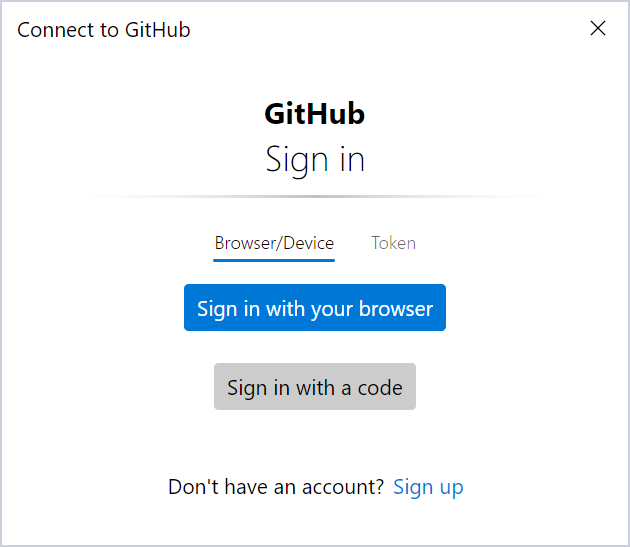 Connect to GitHub
GitHub
Sign in
Browser/Device Token
Sign in with your browser
Sign in with a code
Don't have an account? Sign up